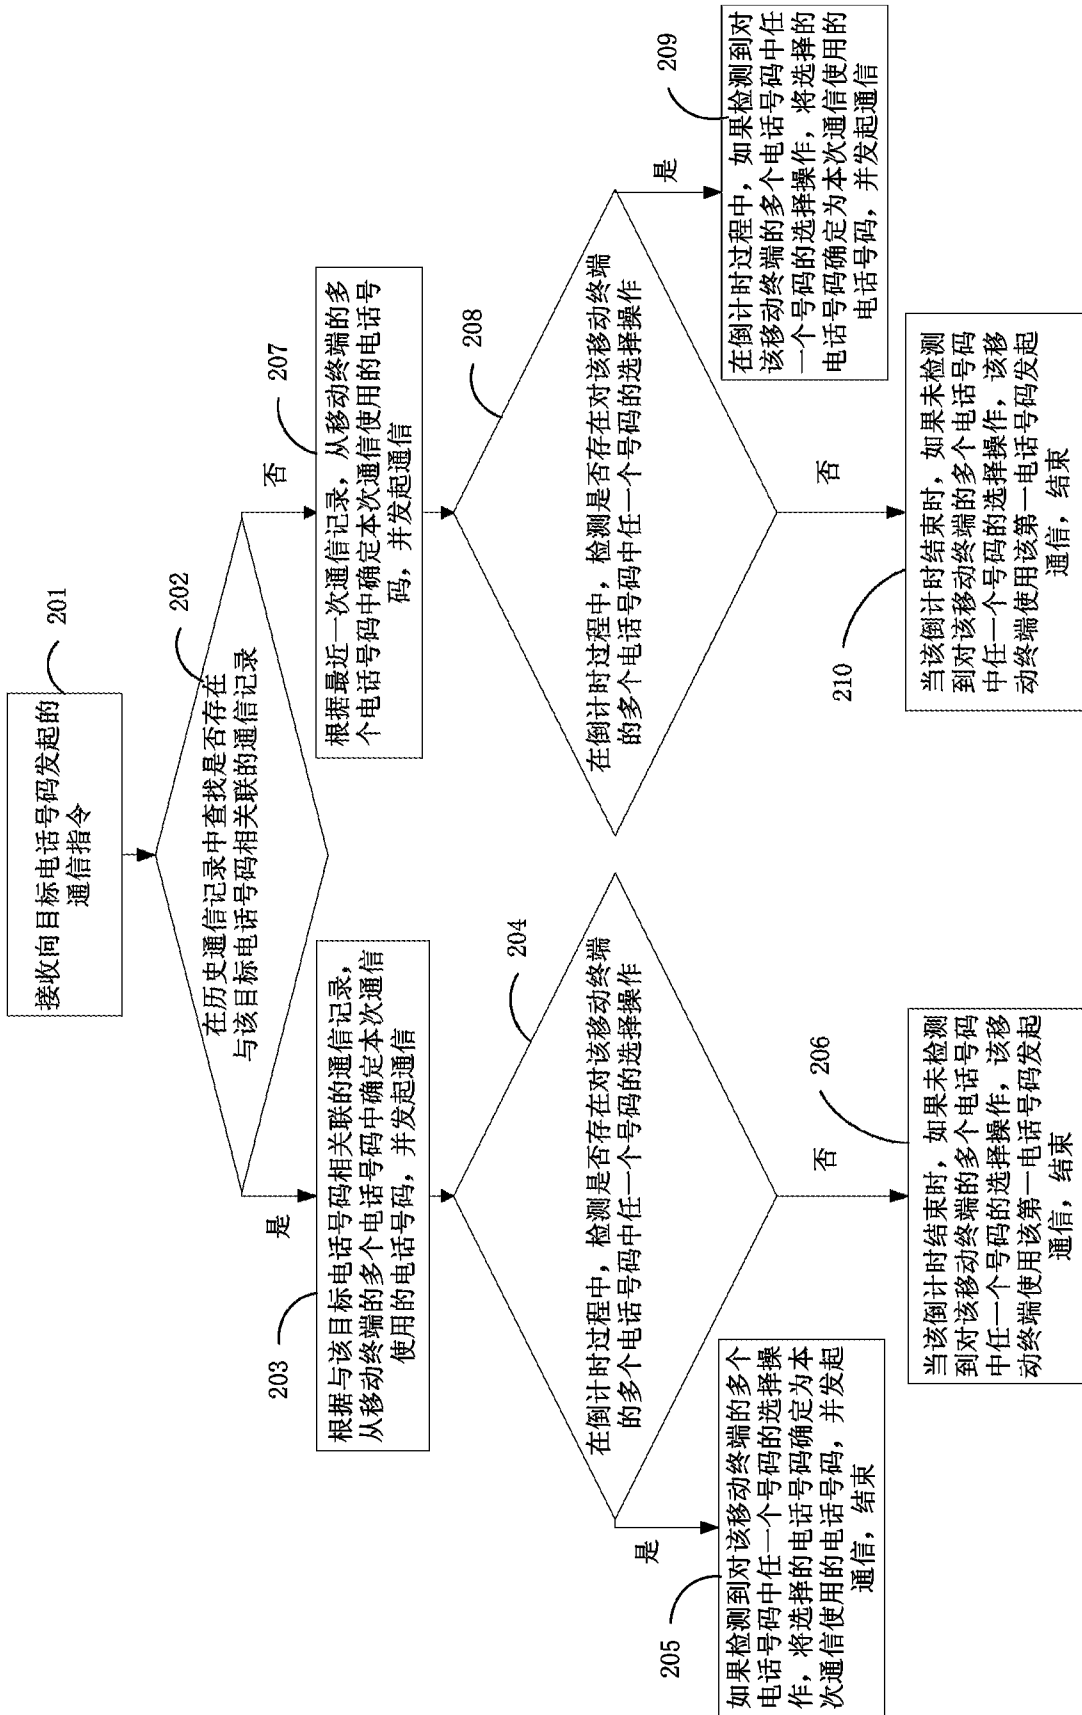 接收向目标电话号码发起的
通信指令
201
在历史通信记录中查找是否存在
与该目标电话号码相关联的通信记录
202
是
否
根据与该目标电话号码相关联的通信记录，
从移动终端的多个电话号码中确定本次通信
使用的电话号码，并发起通信
203
在倒计时过程中，检测是否存在对该移动终端
的多个电话号码中任一个号码的选择操作
204
是
如果检测到对该移动终端的多个
电话号码中任一个号码的选择操
作，将选择的电话号码确定为本
次通信使用的电话号码，并发起
通信，结束
205
否
当该倒计时结束时，如果未检测
到对该移动终端的多个电话号码
中任一个号码的选择操作，该移
动终端使用该第一电话号码发起
通信，结束
206
根据最近一次通信记录，从移动终端的多
个电话号码中确定本次通信使用的电话号
码，并发起通信
207
在倒计时过程中，检测是否存在对该移动终端
的多个电话号码中任一个号码的选择操作
208
是
在倒计时过程中，如果检测到对
该移动终端的多个电话号码中任
一个号码的选择操作，将选择的
电话号码确定为本次通信使用的
电话号码，并发起通信
209
否
当该倒计时结束时，如果未检测
到对该移动终端的多个电话号码
中任一个号码的选择操作，该移
动终端使用该第一电话号码发起
通信，结束
210